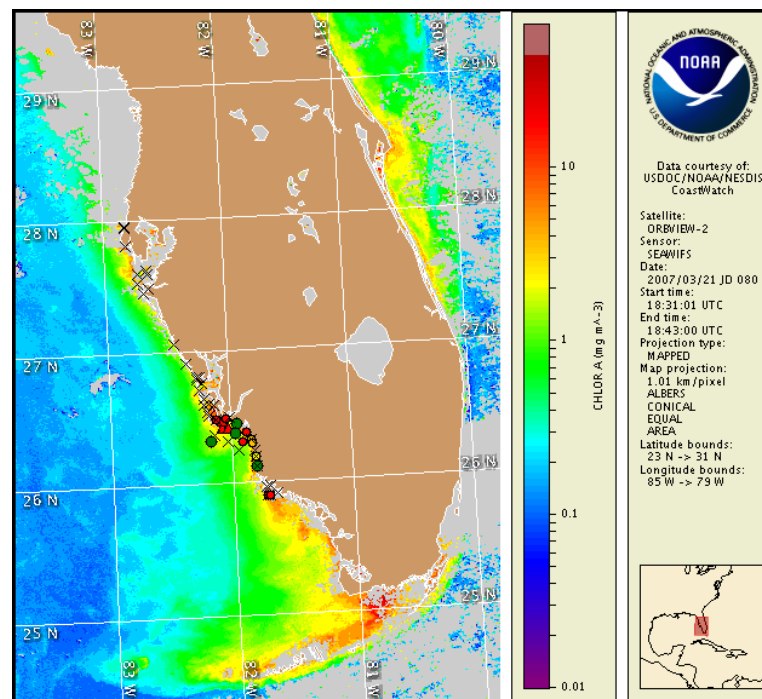 83 W
82 W
81 W
80 W
29 N
29 N
28 N
28 N
27 N
27 N
26 N
26 N
25 N
25 N
83 W
82 W
81 W
10
1
0.1
0.01
CHLOR A (mg m^-3)
NATIONAL OCEANIC AND ATMOSPHERIC ADMINISTRATION
NOAA
U.S. DEPARTMENT OF COMMERCE
Data courtesy of:
USDOC/NOAA/NESDIS
CoastWatch
Satellite:
ORBVIEW-2
Sensor:
SEAWIFS
Date:
2007/03/21 JD 080
Start time:
18:31:01 UTC
End time:
18:43:00 UTC
Projection type:
MAPPED
Map projection:
1.01 km/pixel
ALBERS
CONICAL
EQUAL
AREA
Latitude bounds:
23 N -> 31 N
Longitude bounds:
85 W -> 79 W